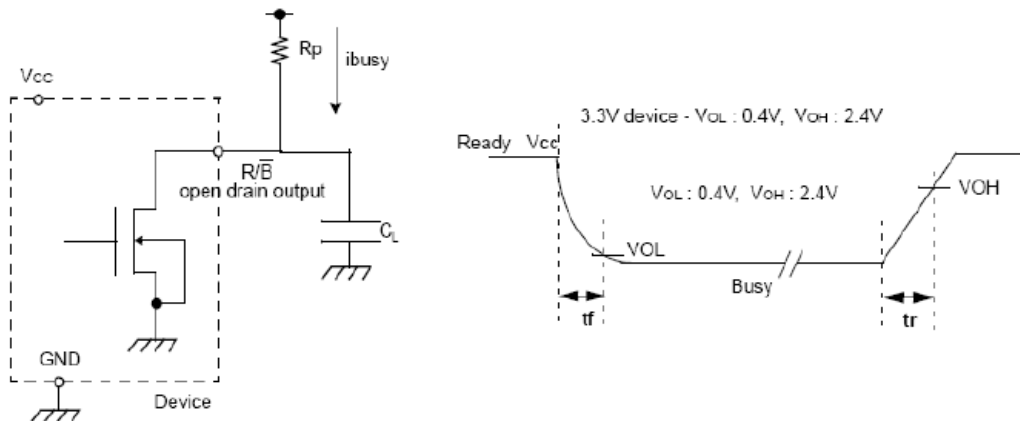 Rp
ibusy
Vcc
R/B̅
open drain output
CL
GND
Device
3.3V device - VOL : 0.4V, VOH : 2.4V
Ready Vcc
VOL : 0.4V, VOH : 2.4V
VOH
VOL
Busy
tf
tr